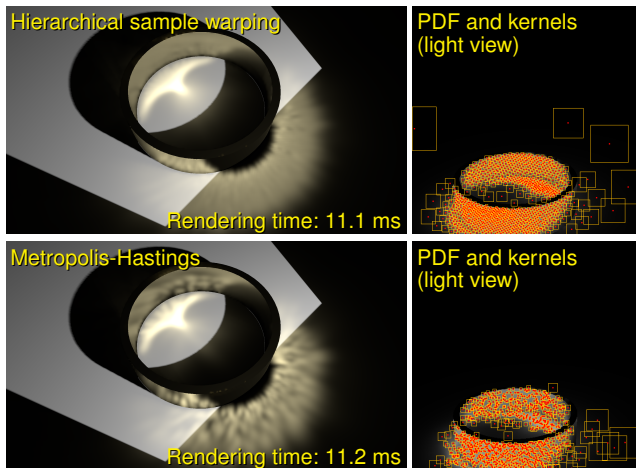 Hierarchical sample warping
Rendering time: 11.1 ms
PDF and kernels
(light view)
Metropolis-Hastings
Rendering time: 11.2 ms
PDF and kernels
(light view)